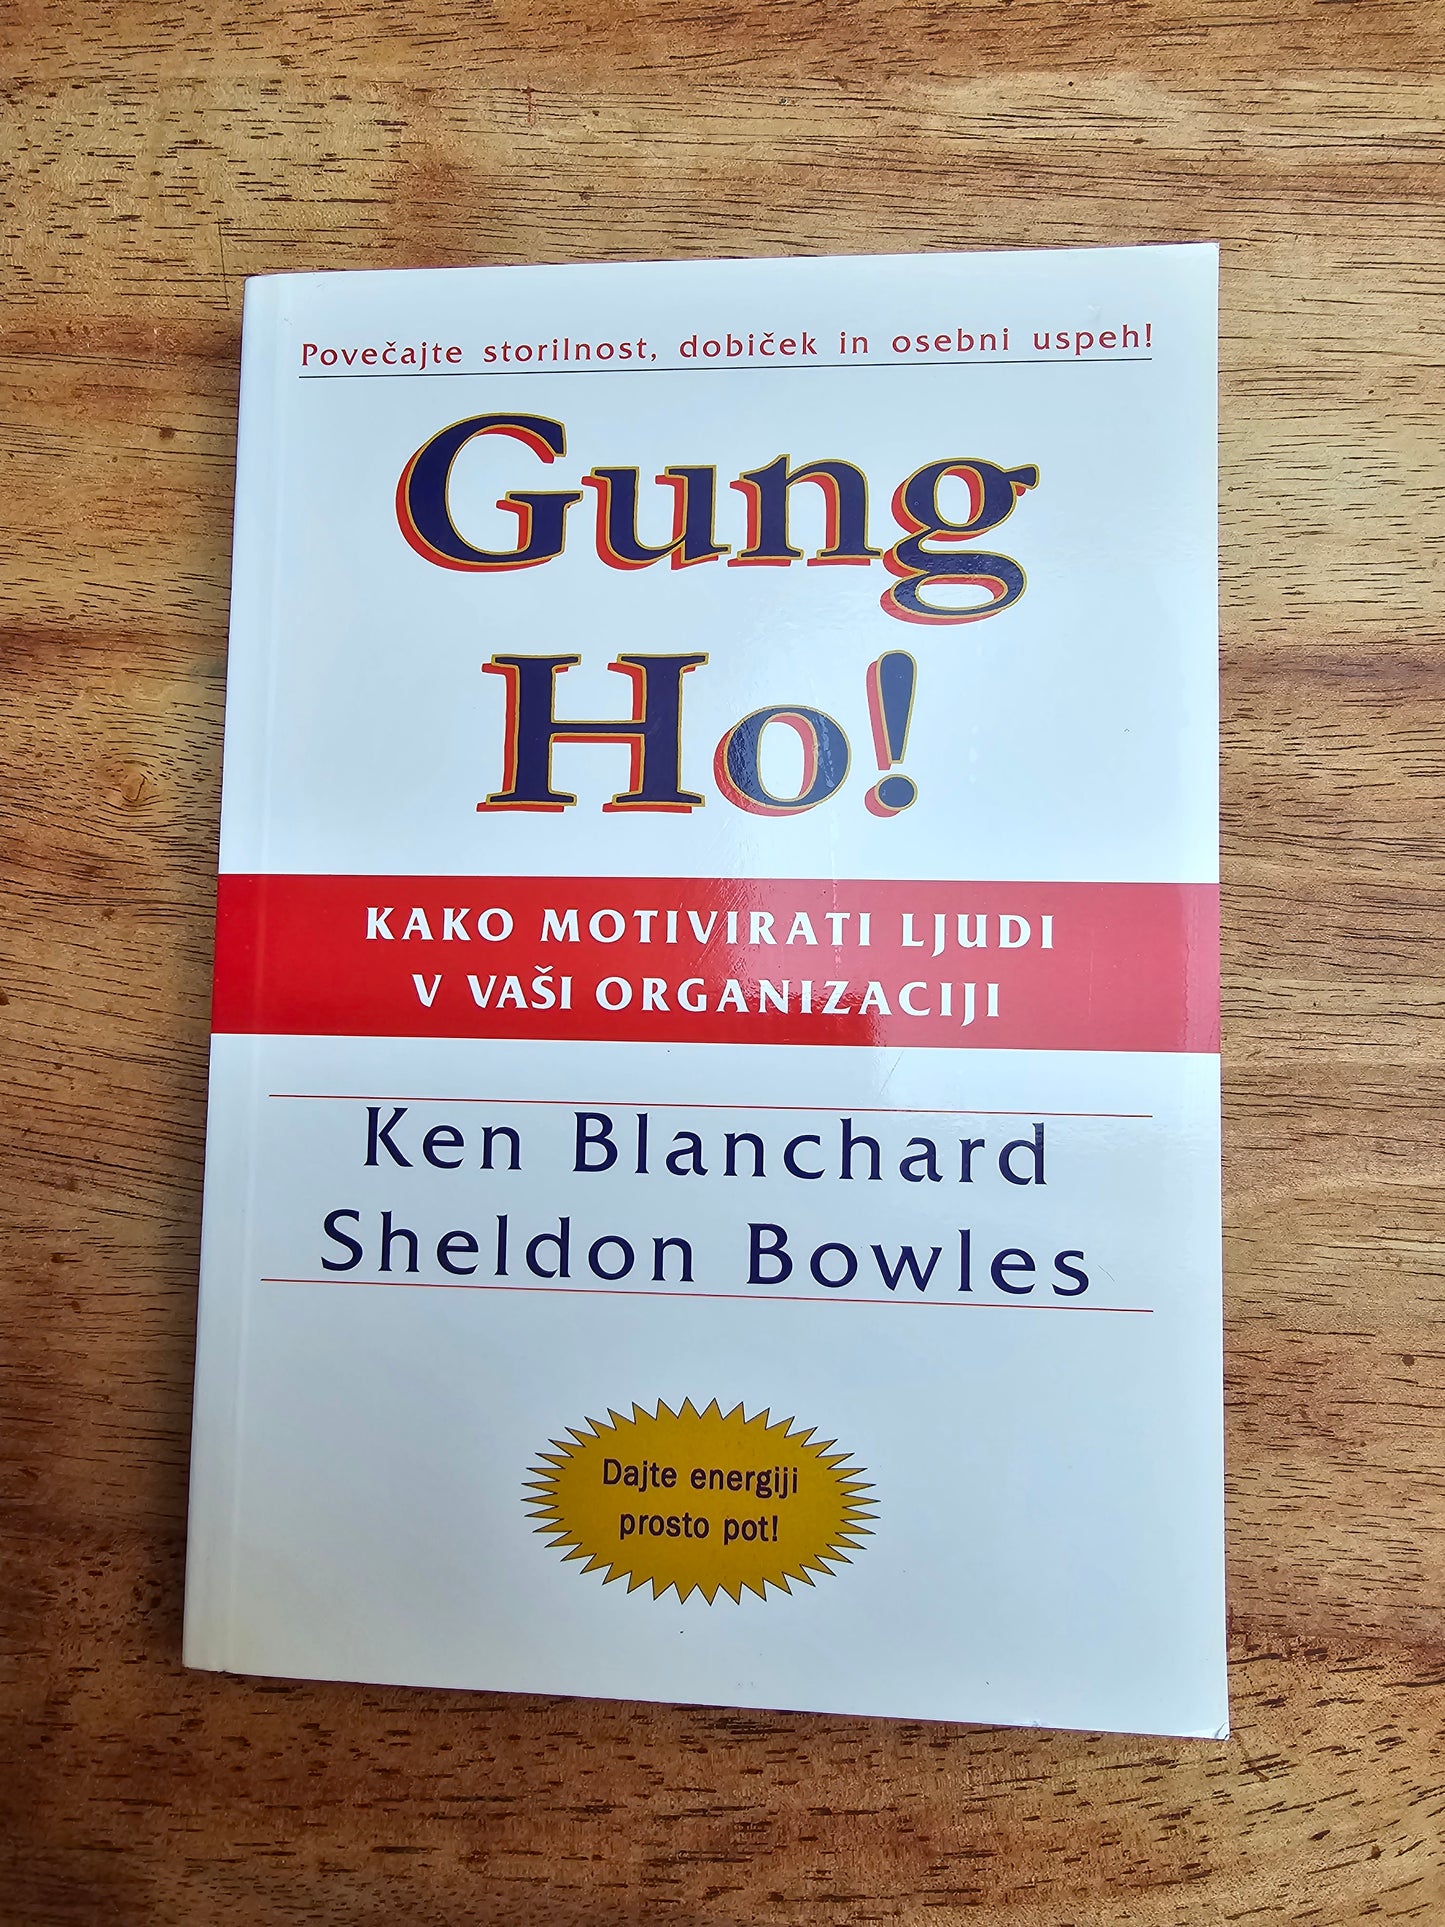 Povečajte storilnost, dobiček in osebni uspeh!
Gung
Ho!
KAKO MOTIVIRATI LJUDI
V VAŠI ORGANIZACIJI
Ken Blanchard
Sheldon Bowles
Dajte energiji
prosto pot!